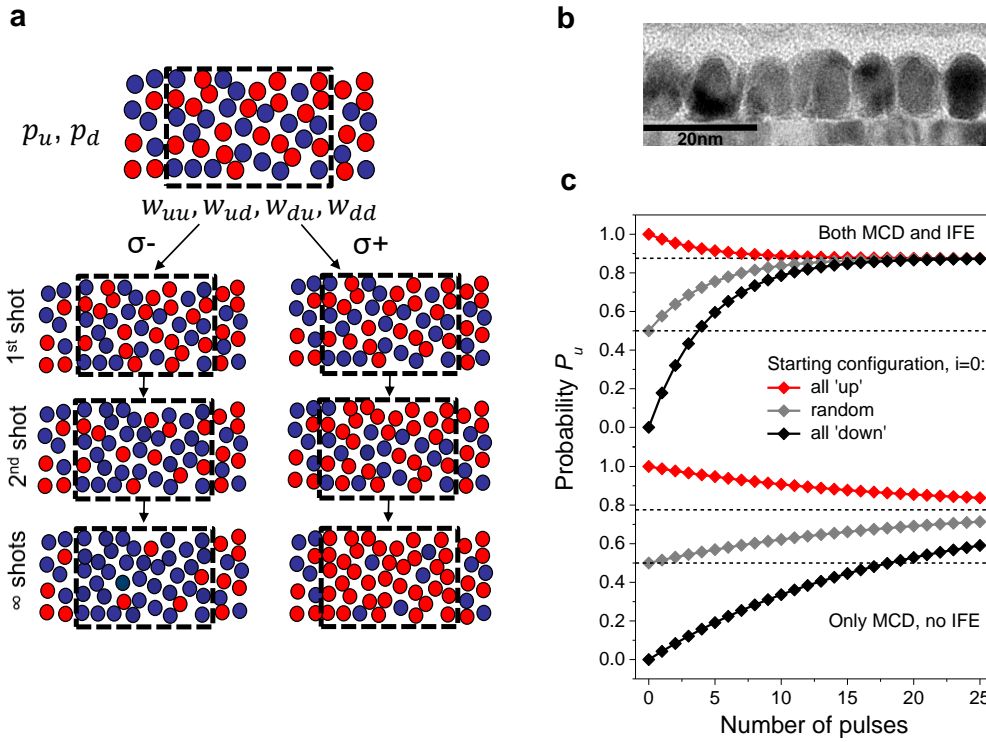 a
p_u, p_d
w_uu, w_ud, w_du, w_dd
σ-
σ+
1st shot
2nd shot
∞ shots
b
20nm
c
Both MCD and IFE
1.0
0.8
0.6
0.4
0.2
0.0
Starting configuration, i=0:
all 'up'
random
all 'down'
1.0
0.8
0.6
0.4
0.2
0.0
Only MCD, no IFE
Probability P_u
0 5 10 15 20 25
Number of pulses